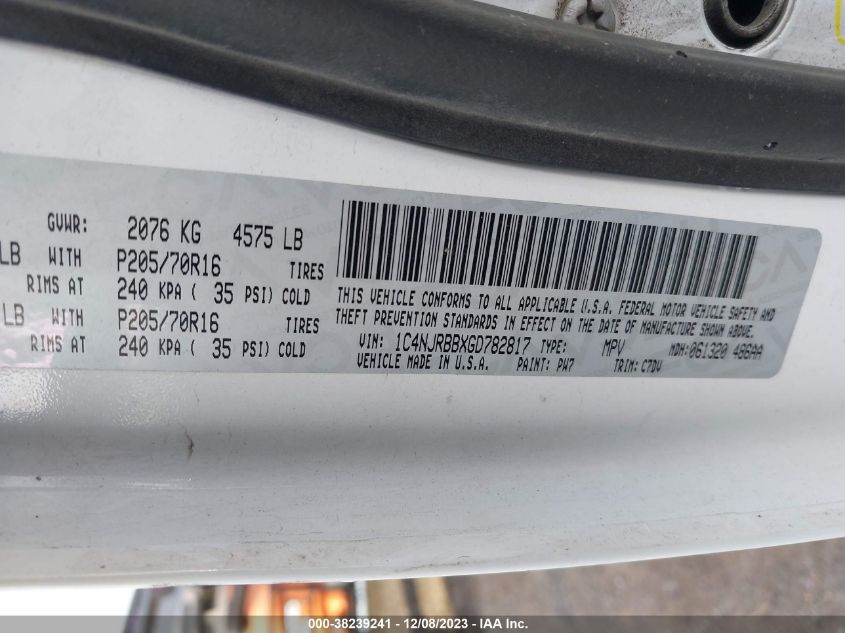 GVWR: 2076 KG 4575 LB
LB WITH P205/70R16 TIRES
RIMS AT 240 KPA ( 35 PSI) COLD
LB WITH P205/70R16 TIRES
RIMS AT 240 KPA ( 35 PSI) COLD
THIS VEHICLE CONFORMS TO ALL APPLICABLE U.S.A. FEDERAL MOTOR VEHICLE SAFETY AND
THEFT PREVENTION STANDARDS IN EFFECT ON THE DATE OF MANUFACTURE SHOWN ABOVE.
VIN: 1C4NJRBBXGD782817 TYPE: MPV MDH: 061320 486AA
VEHICLE MADE IN U.S.A. PAINT: PW7 TRIM: C7DV
000-38239241 - 12/08/2023 - IAA Inc.